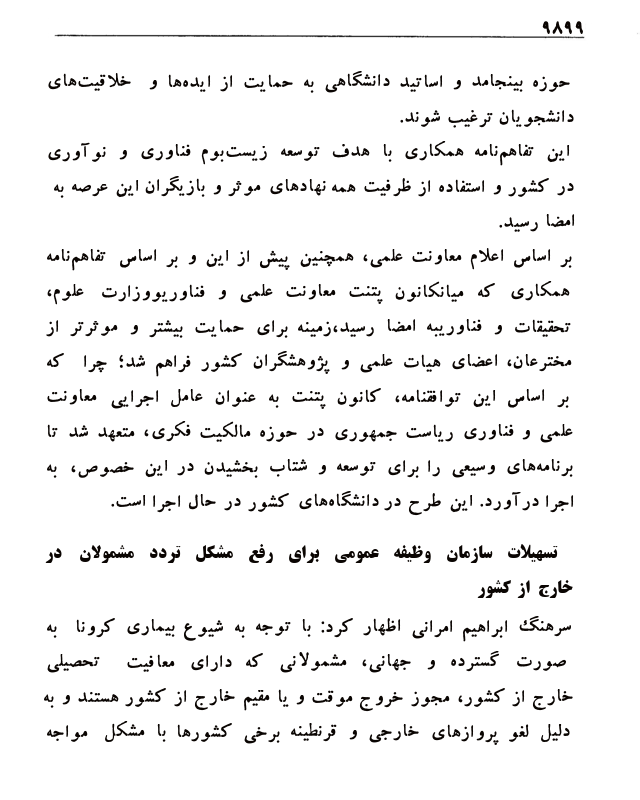 ۹۸۹۹
حوزه بینجامد و اساتید دانشگاهی به حمایت از ایده‌ها و خلاقیت‌های
دانشجویان ترغیب شوند.
این تفاهم‌نامه همکاری با هدف توسعه زیست‌بوم فناوری و نوآوری
در کشور و استفاده از ظرفیت همه نهادهای موثر و بازیگران این عرصه به
امضا رسید.
بر اساس اعلام معاونت علمی، همچنین پیش از این و بر اساس تفاهم‌نامه
همکاری که میانکانون پتنت معاونت علمی و فناوریووزارت علوم،
تحقیقات و فناوریبه امضا رسید،زمینه برای حمایت بیشتر و موثرتر از
مخترعان، اعضای هیات علمی و پژوهشگران کشور فراهم شد؛ چرا که
بر اساس این توافقنامه، کانون پتنت به عنوان عامل اجرایی معاونت
علمی و فناوری ریاست جمهوری در حوزه مالکیت فکری، متعهد شد تا
برنامه‌های وسیعی را برای توسعه و شتاب بخشیدن در این خصوص، به
اجرا درآورد. این طرح در دانشگاه‌های کشور در حال اجرا است.
تسهیلات سازمان وظیفه عمومی برای رفع مشکل تردد مشمولان در
خارج از کشور
سرهنگ ابراهیم امرانی اظهار کرد: با توجه به شیوع بیماری کرونا به
صورت گسترده و جهانی، مشمولانی که دارای معافیت تحصیلی
خارج از کشور، مجوز خروج موقت و یا مقیم خارج از کشور هستند و به
دلیل لغو پروازهای خارجی و قرنطینه برخی کشورها با مشکل مواجه